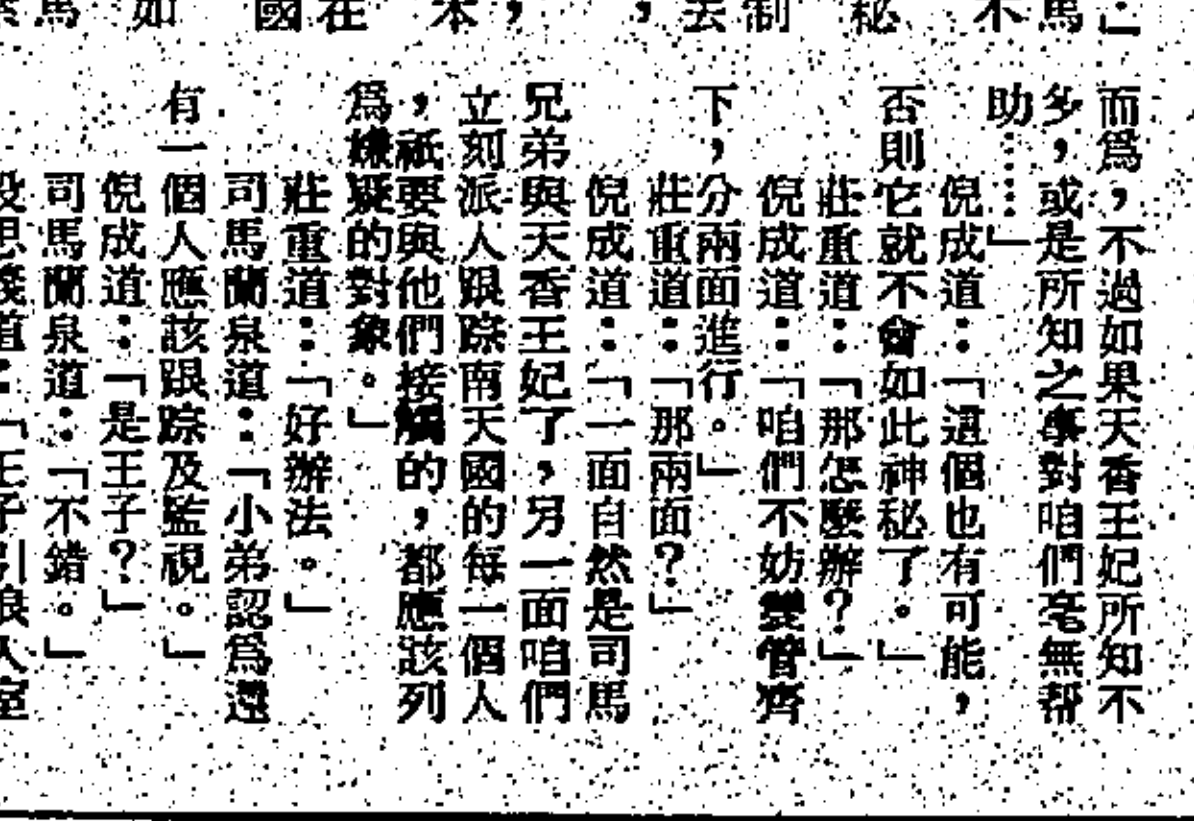 而爲，不過如果天香王妃所知不
多，或是所知之事對咱們毫無帮
助……」
倪成道：「這個也有可能，
否則它就不會如此神秘了。」
莊重道：「那怎麼辦？」
倪成道：「咱們不妨雙管齊
下，分兩面進行。」
莊重道：「那兩面？」
倪成道：「一面自然是司馬
兄弟與天香王妃了，另一面咱們
立刻派人跟踪南天國的每一個人
，祇要與他們接觸的，都應該列
爲嫌疑的對象。」
莊重道：「好辦法。」
司馬蘭泉道：「小弟認爲還
有一個人應該跟踪及監視。」
倪成道：「是王子？」
司馬蘭泉道：「不錯。」
道：「王子引狼入室